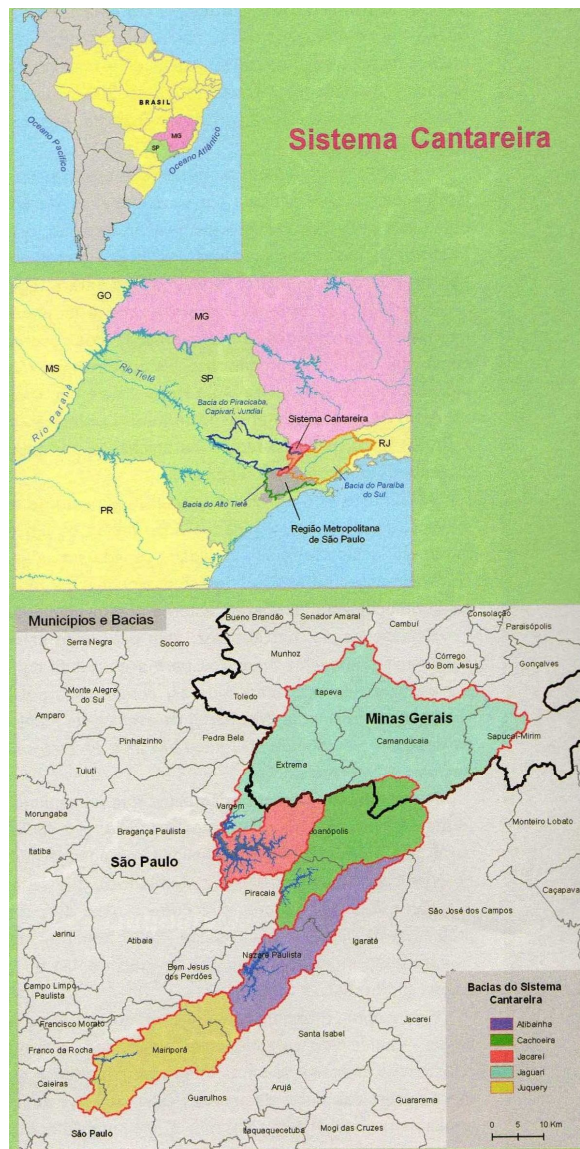 Sistema Cantareira
BRASIL
MG
SP
Oceano Pacífico
Oceano Atlântico
GO
MG
MS
SP
Rio Tietê
Rio Paraná
Bacia do Piracicaba,
Capivari, Jundiaí
Sistema Cantareira
RJ
Bacia do Paraíba
do Sul
Bacia do Alto Tietê
PR
Região Metropolitana
de São Paulo
Municípios e Bacias
Bueno Brandão
Senador Amaral
Cambuí
Consolação
Paraisópolis
Serra Negra
Socorro
Munhoz
Córrego
do Bom Jesus
Gonçalves
Monte Alegre
do Sul
Toledo
Itapeva
Minas Gerais
Amparo
Pinhalzinho
Pedra Bela
Camanducaia
Sapucaí-Mirim
Extrema
Tuiuti
Vargem
Morungaba
Bragança Paulista
Joanópolis
Monteiro Lobato
Itatiba
São Paulo
Piracaia
Caçapava
São José dos Campos
Jarinu
Atibaia
Nazaré Paulista
Igaratá
Bom Jesus
dos Perdões
Campo Limpo
Paulista
Jacareí
Francisco Morato
Santa Isabel
Franco da Rocha
Mairiporã
Caieiras
Guarulhos
Arujá
Guararema
São Paulo
Itaquaquecetuba
Mogi das Cruzes
Bacias do Sistema
Cantareira
Atibainha
Cachoeira
Jacareí
Jaguari
Juquery
0 5 10 Km